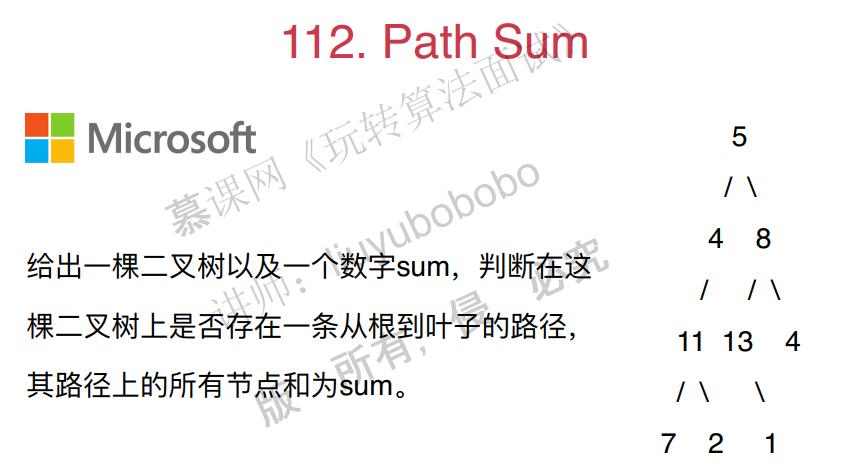 112. Path Sum
Microsoft
慕课网《玩转算法面试》
讲师：liuyubobobo
版 所有，侵 必究
给出一棵二叉树以及一个数字sum，判断在这
棵二叉树上是否存在一条从根到叶子的路径，
其路径上的所有节点和为sum。
5
/ \
4 8
/ / \
11 13 4
/ \ \
7 2 1